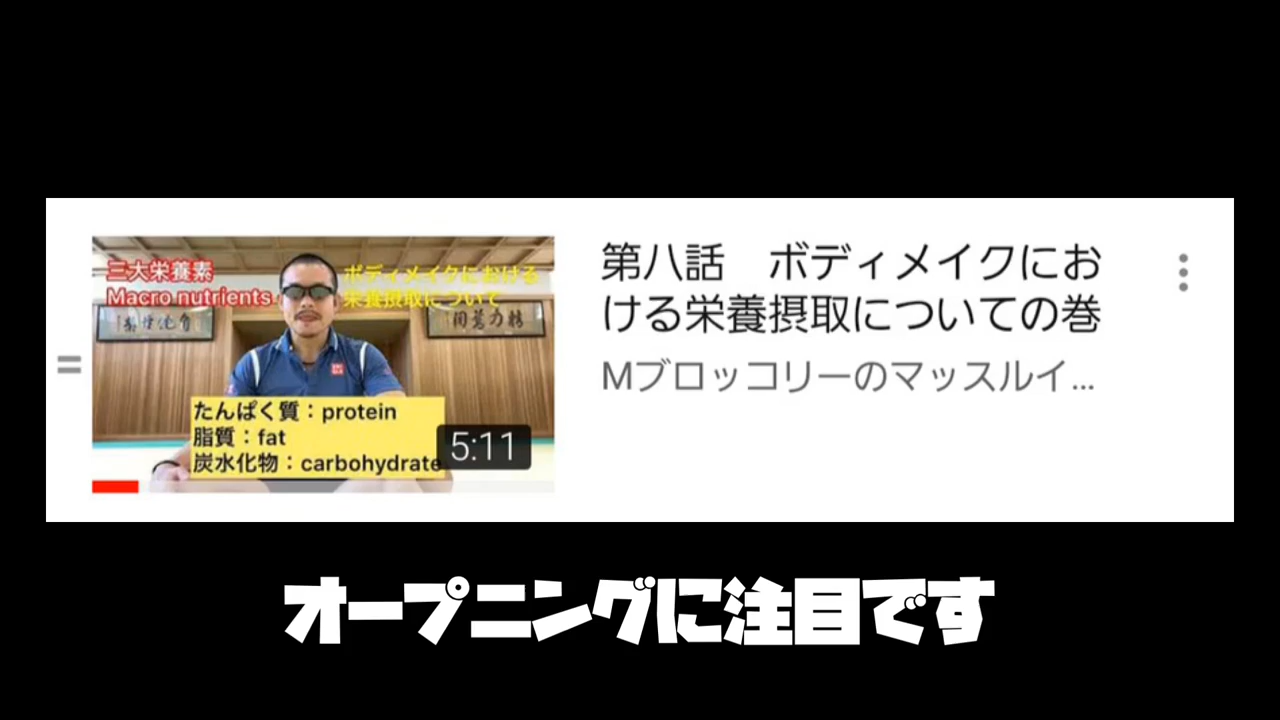 三大栄養素
Macro nutrients
ボディメイクにおける
栄養摂取について
たんぱく質：protein
脂質：fat
炭水化物：carbohydrate
5:11
第八話　ボディメイクにお
ける栄養摂取についての巻
Mブロッコリーのマッスルイ...
オープニングに注目です